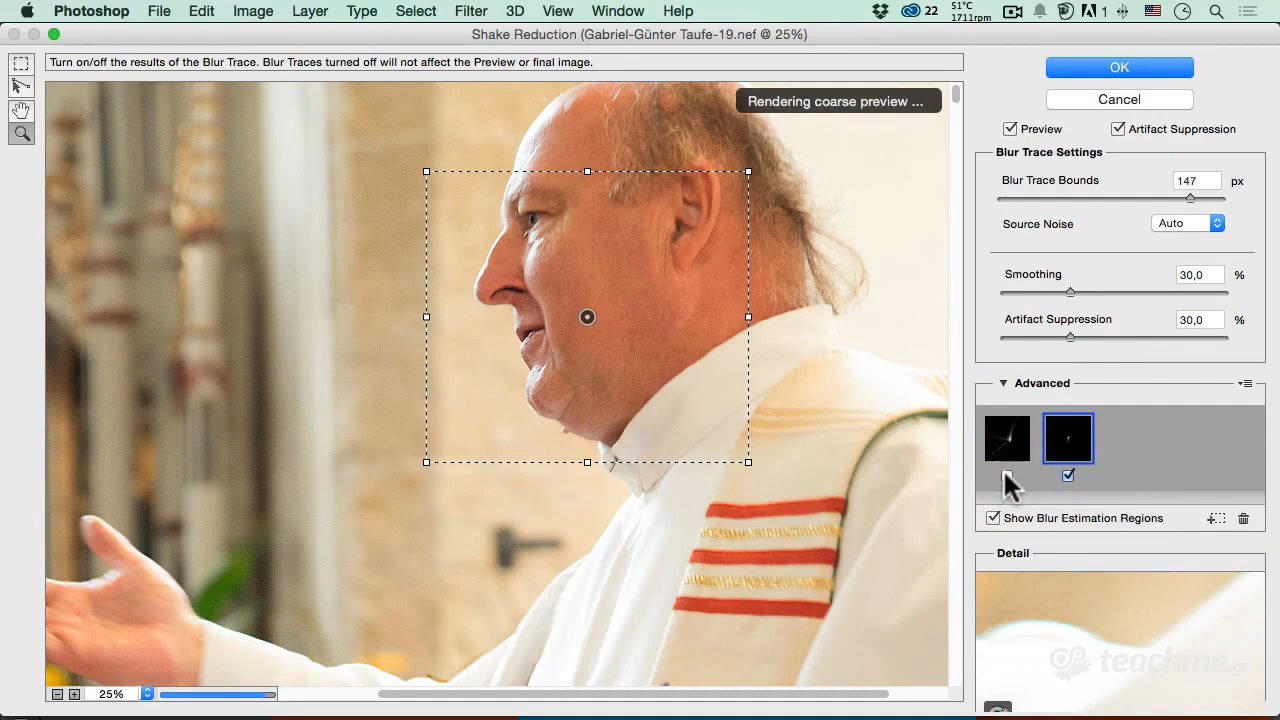 Photoshop File Edit Image Layer Type Select Filter 3D View Window Help 22 51°C 1711rpm 1
Shake Reduction (Gabriel-Günter Taufe-19.nef @ 25%)
Turn on/off the results of the Blur Trace. Blur Traces turned off will not affect the Preview or final image.
Rendering coarse preview ...
OK
Cancel
Preview Artifact Suppression
Blur Trace Settings
Blur Trace Bounds 147 px
Source Noise Auto
Smoothing 30,0 %
Artifact Suppression 30,0 %
Advanced
Show Blur Estimation Regions
Detail
teachme.gr
25%